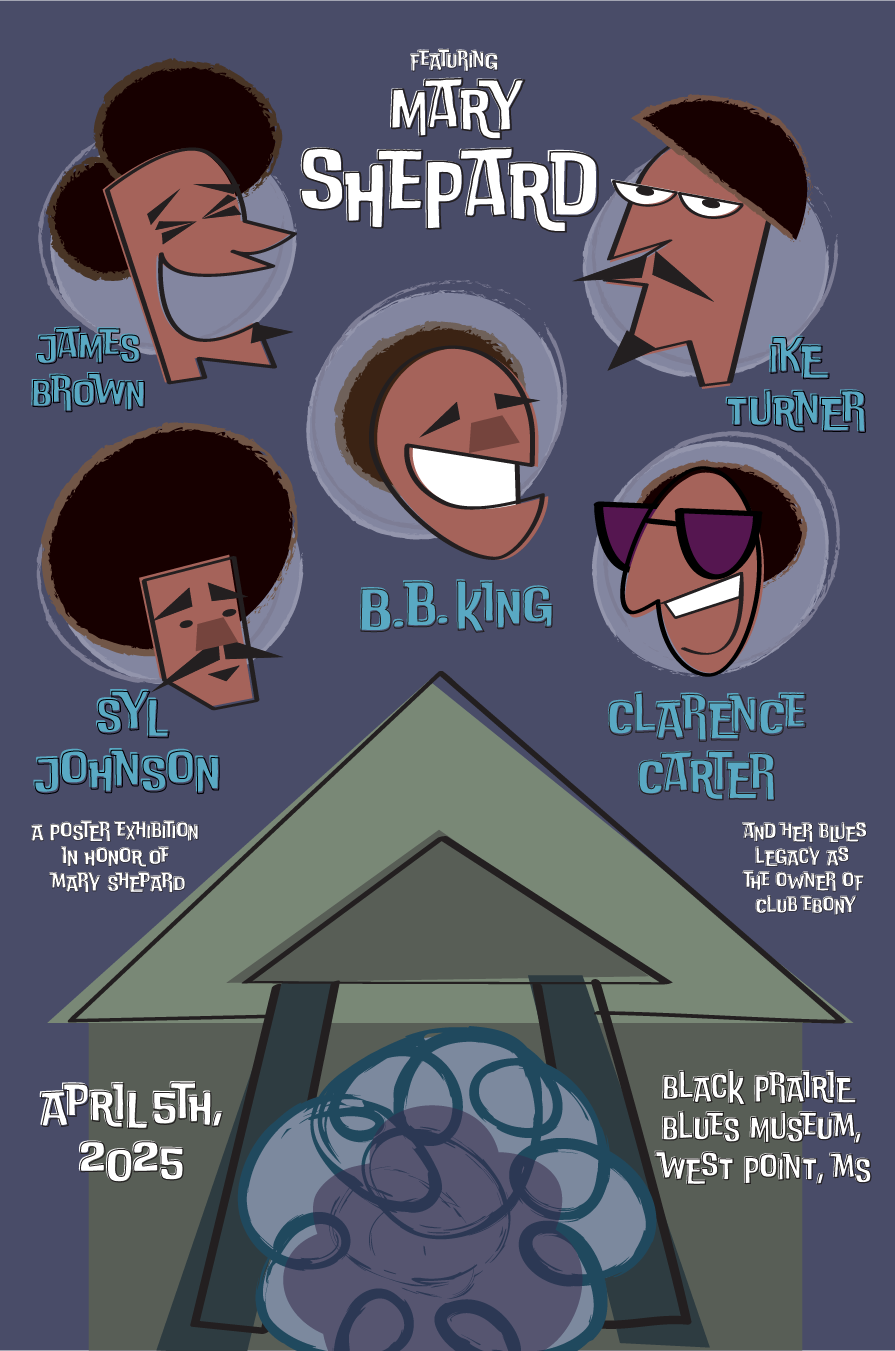 FEATURING
MARY
SHEPARD
JAMES
BROWN
IKE
TURNER
B.B. KING
SYL
JOHNSON
CLARENCE
CARTER
A POSTER EXHIBITION
IN HONOR OF
MARY SHEPARD
AND HER BLUES
LEGACY AS
THE OWNER OF
CLUB EBONY
APRIL 5TH,
2025
BLACK PRAIRIE
BLUES MUSEUM,
WEST POINT, MS